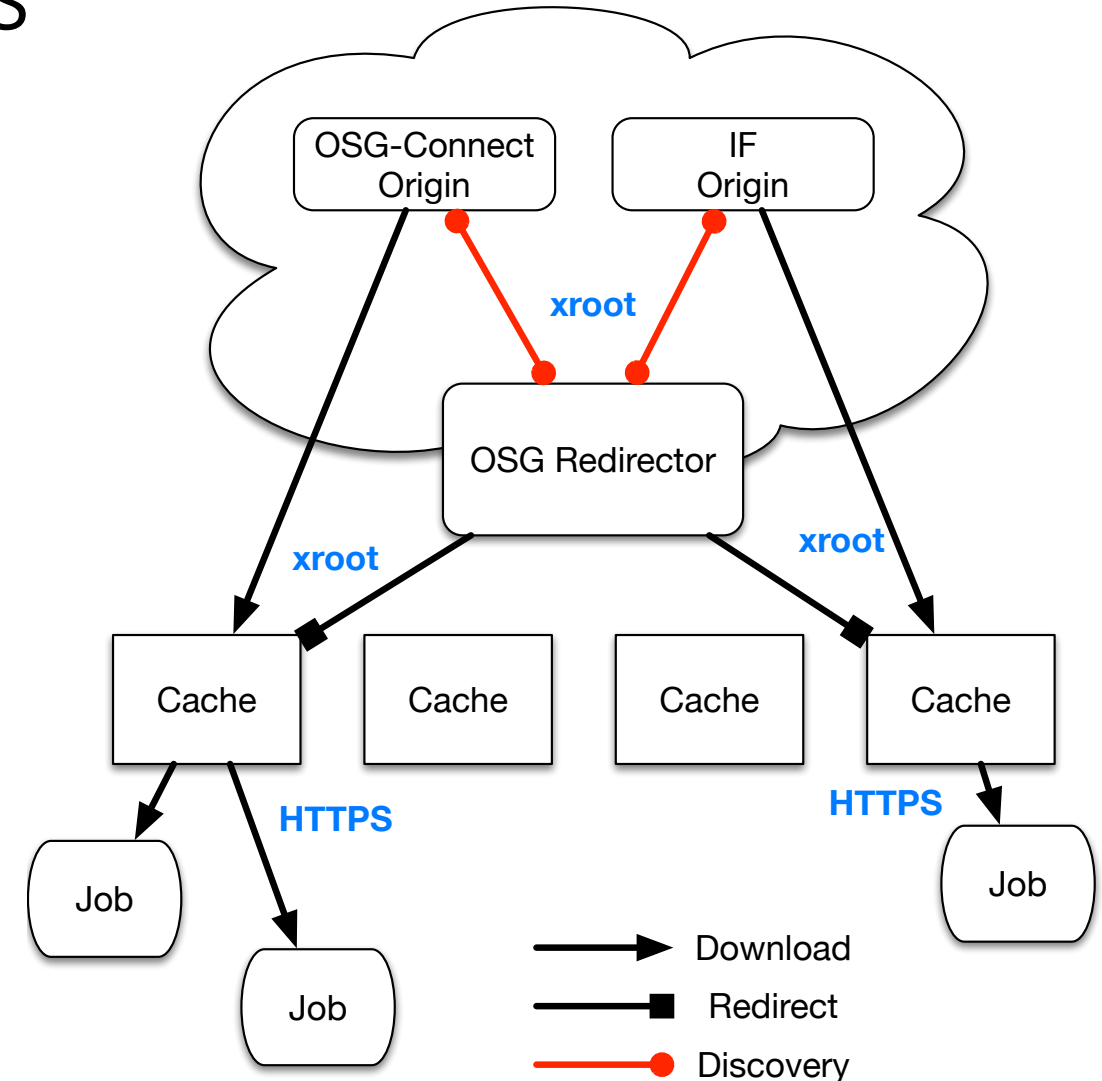 s
OSG-Connect
Origin
IF
Origin
xroot
OSG Redirector
xroot
xroot
Cache
Cache
Cache
Cache
HTTPS
HTTPS
Job
Job
Job
Download
Redirect
Discovery